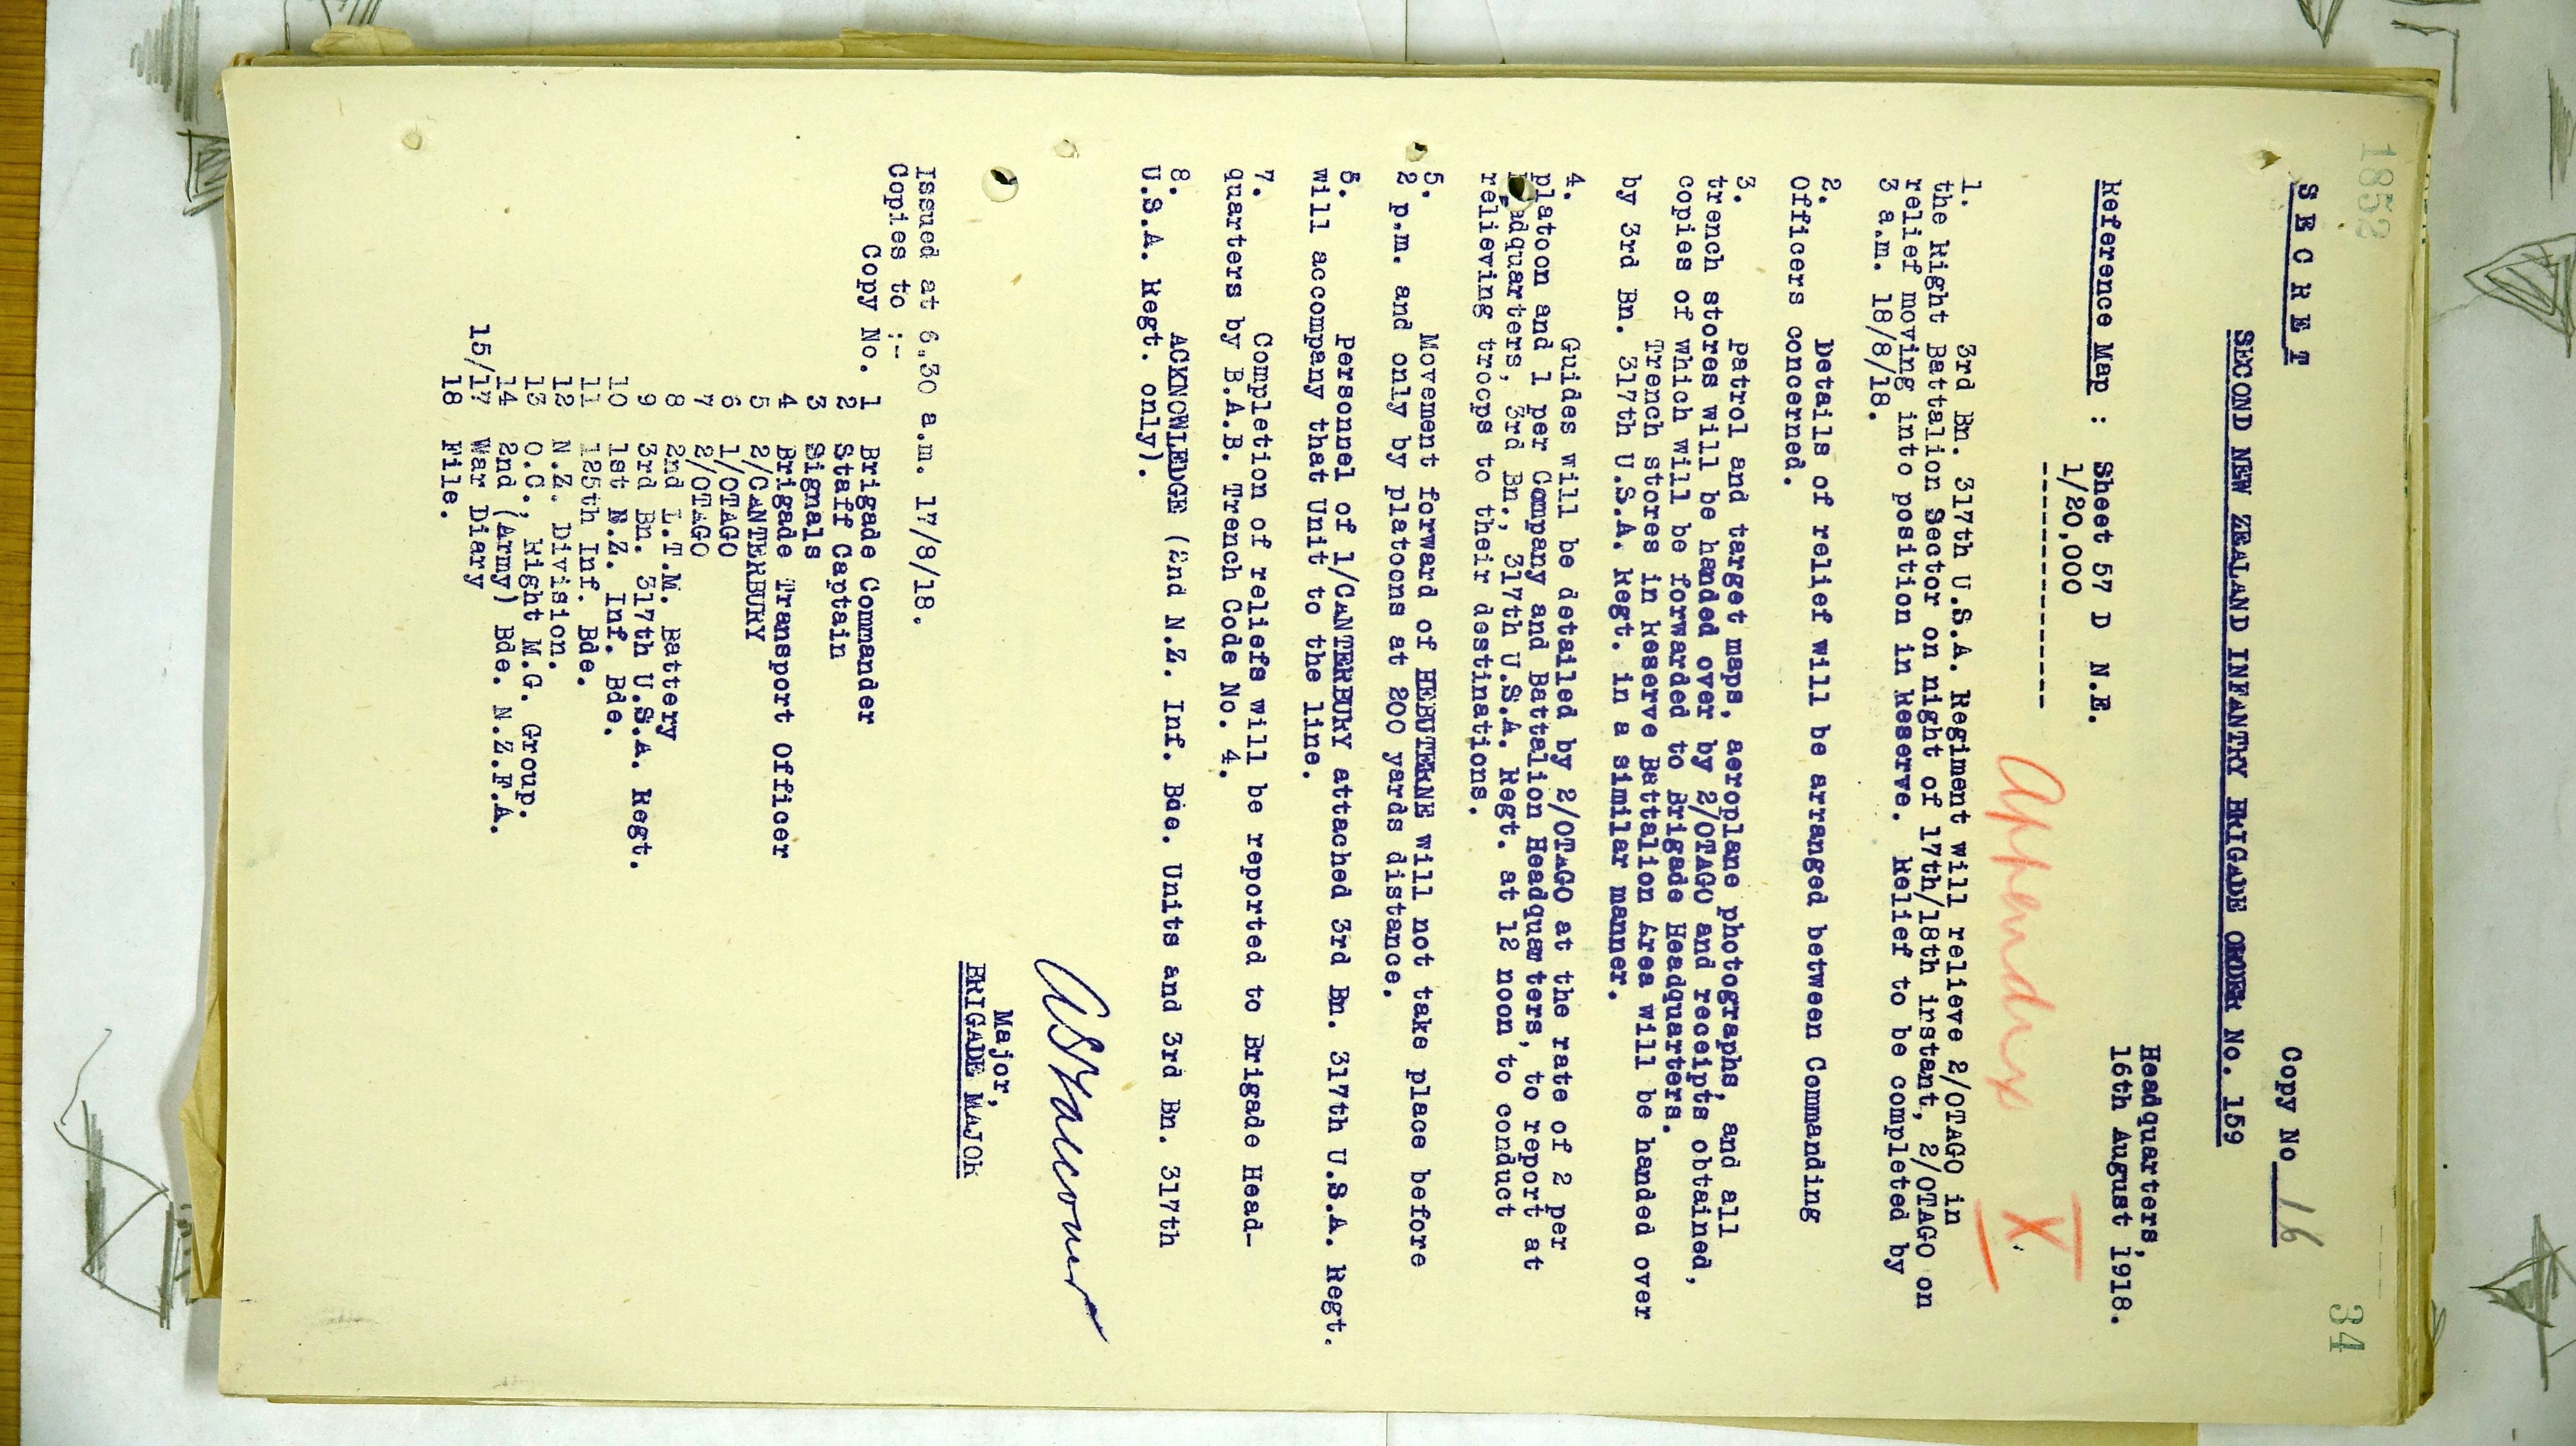 1852
34
S E C R E T
Copy No 16
SECOND NEW ZEALAND INFANTRY BRIGADE ORDER No. 159
Headquarters,
16th August 1918.
Reference Map : Sheet 57 D N.E.
1/20,000
--------------
Appendix X
1. 3rd Bn. 317th U.S.A. Regiment will relieve 2/OTAGO in
the Right Battalion Sector on night of 17th/18th irstant, 2/OTAGO on
relief moving into position in Reserve. Relief to be completed by
3 a.m. 18/8/18.
2. Details of relief will be arranged between Commanding
Officers concerned.
3. Patrol and target maps, aeroplane photographs, and all
trench stores will be handed over by 2/OTAGO and receipts obtained,
copies of which will be forwarded to Brigade Headquarters.
Trench stores in Reserve Battalion Area will be handed over
by 3rd Bn. 317th U.S.A. Regt. in a similar manner.
4. Guides will be detailed by 2/OTAGO at the rate of 2 per
platoon and 1 per Company and Battalion Headquarters, to report at
Headquarters, 3rd Bn., 317th U.S.A. Regt. at 12 noon to conduct
relieving troops to their destinations.
5. Movement forward of HEBUTERNE will not take place before
2 p.m. and only by platoons at 200 yards distance.
6. Personnel of 1/CANTERBURY attached 3rd Bn. 317th U.S.A. Regt.
will accompany that Unit to the line.
7. Completion of reliefs will be reported to Brigade Head-
quarters by B.A.B. Trench Code No. 4.
8. ACKNOWLEDGE (2nd N.Z. Inf. Bde. Units and 3rd Bn. 317th
U.S.A. Regt. only).
Major,
BRIGADE MAJOR
Issued at 6.30 a.m. 17/8/18.
Copies to :-
Copy No. 1 Brigade Commander
2 Staff Captain
3 Signals
4 Brigade Transport Officer
5 2/CANTERBURY
6 1/OTAGO
7 2/OTAGO
8 2nd L.T.M. Battery
9 3rd Bn. 317th U.S.A. Regt.
10 1st N.Z. Inf. Bde.
11 125th Inf. Bde.
12 N.Z. Division.
13 O.C., Right M.G. Group.
14 2nd (Army) Bde. N.Z.F.A.
15/17 War Diary
18 File.